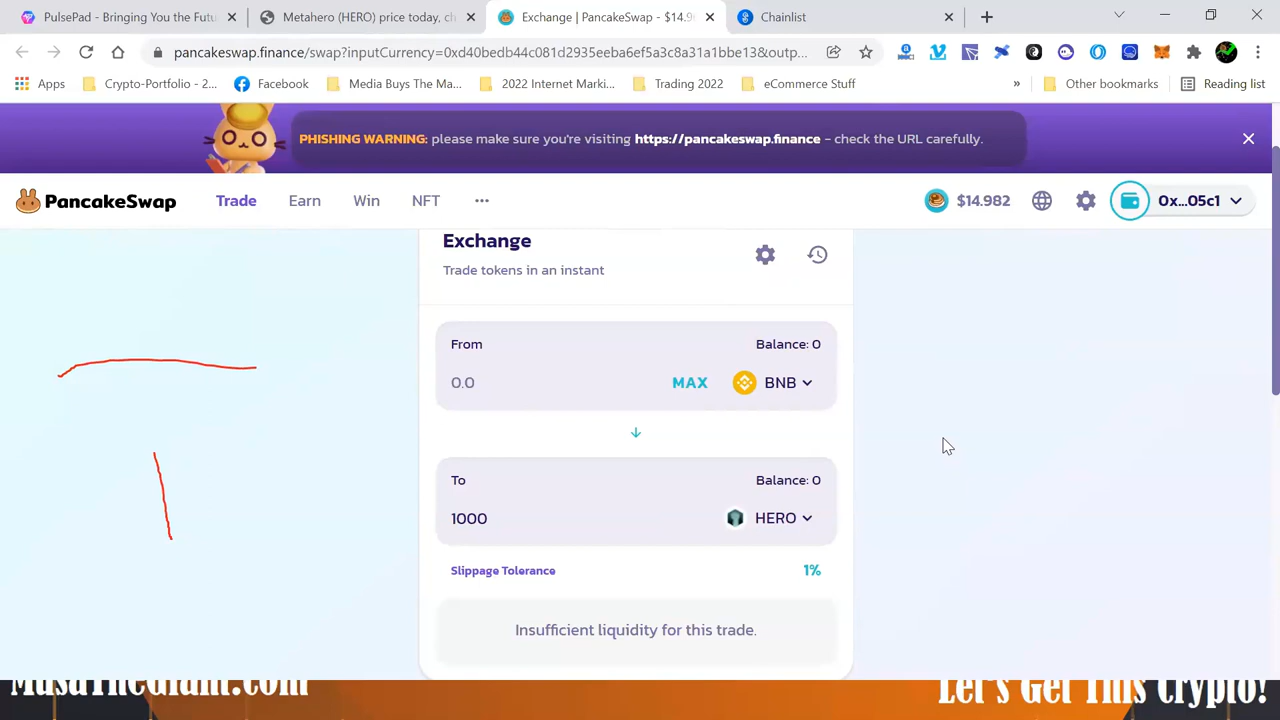 PulsePad - Bringing You the Futu
Metahero (HERO) price today, c
Exchange | PancakeSwap - $14.9
Chainlist
pancakeswap.finance/swap?inputCurrency=0xd40bedb44c081d2935eeba6ef5a3c8a31a1bbe13&outp...
Apps
Crypto-Portfolio - 2...
Facebook
Media Buys The Ma...
2022 Internet Marki...
Trading 2022
eCommerce Stuff
»
Other bookmarks
Reading list
PHISHING WARNING: please make sure you're visiting https://pancakeswap.finance - check the URL carefully.
PancakeSwap
Trade
Earn
Win
NFT
$14.982
0x...05c1
Exchange
Trade tokens in an instant
From
Balance: 0
0.0
MAX
BNB
To
Balance: 0
1000
HERO
Slippage Tolerance
1%
Insufficient liquidity for this trade.
MusaTheGiant.com
Let's Get This Crypto!